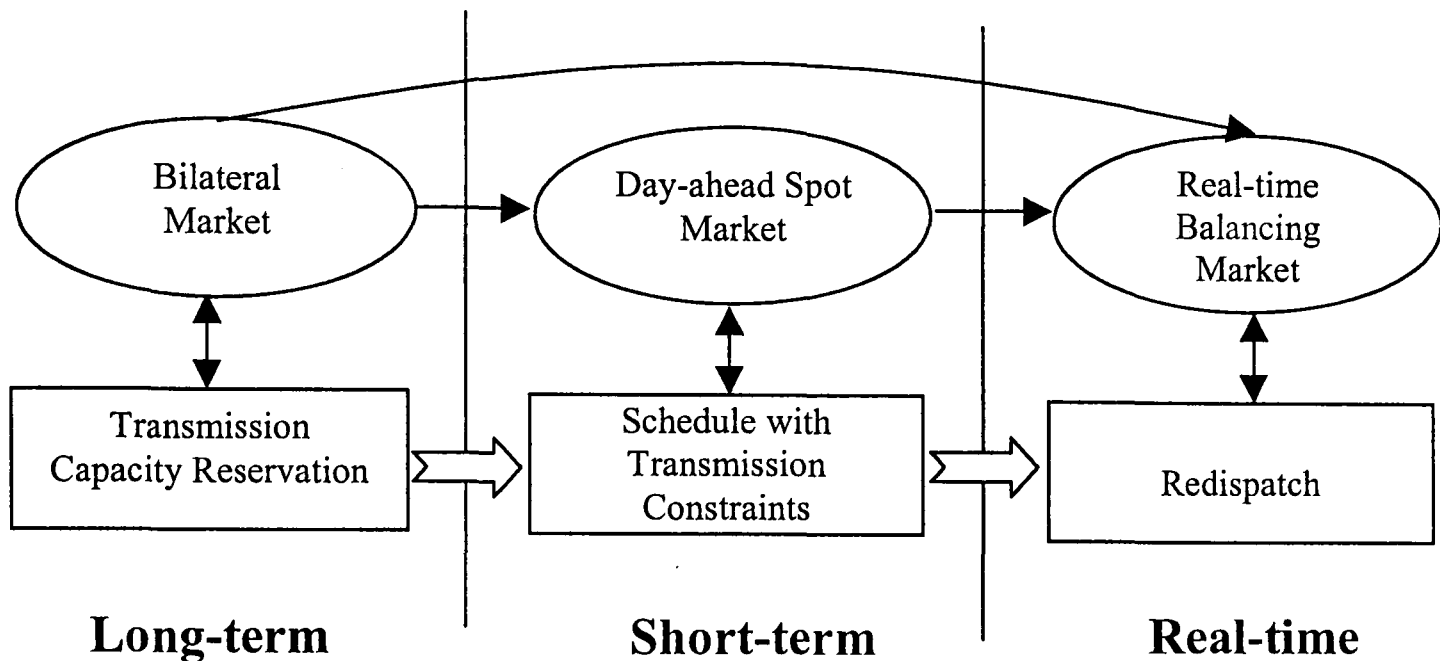 Bilateral
Market
Day-ahead Spot
Market
Real-time
Balancing
Market
Transmission
Capacity Reservation
Schedule with
Transmission
Constraints
Redispatch
Long-term
Short-term
Real-time